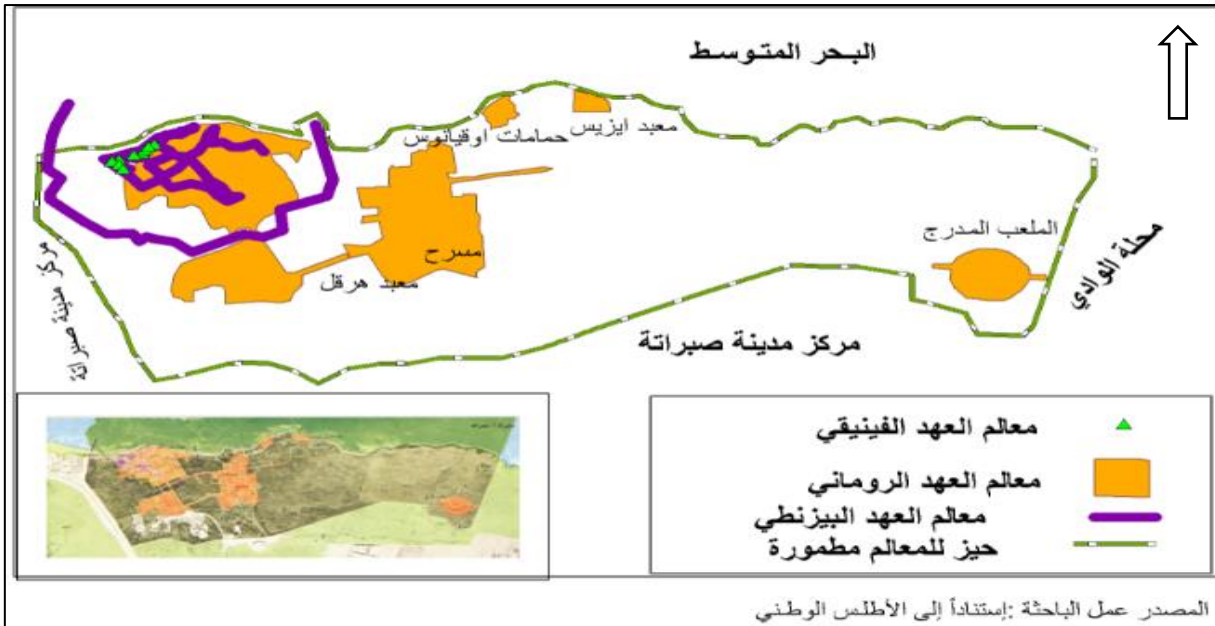 البحر المتوسط
معبد ايزيس
حمامات اوقيانوس
الملعب المدرج
محلة الوادي
مسرح
معبد هرقل
مركز مدينة صبراتة
مركز مدينة صبراتة
معالم العهد الفينيقي
معالم العهد الروماني
معالم العهد البيزنطي
حيز للمعالم مطمورة
المصدر عمل الباحثة :إستناداً إلى الأطلس الوطني